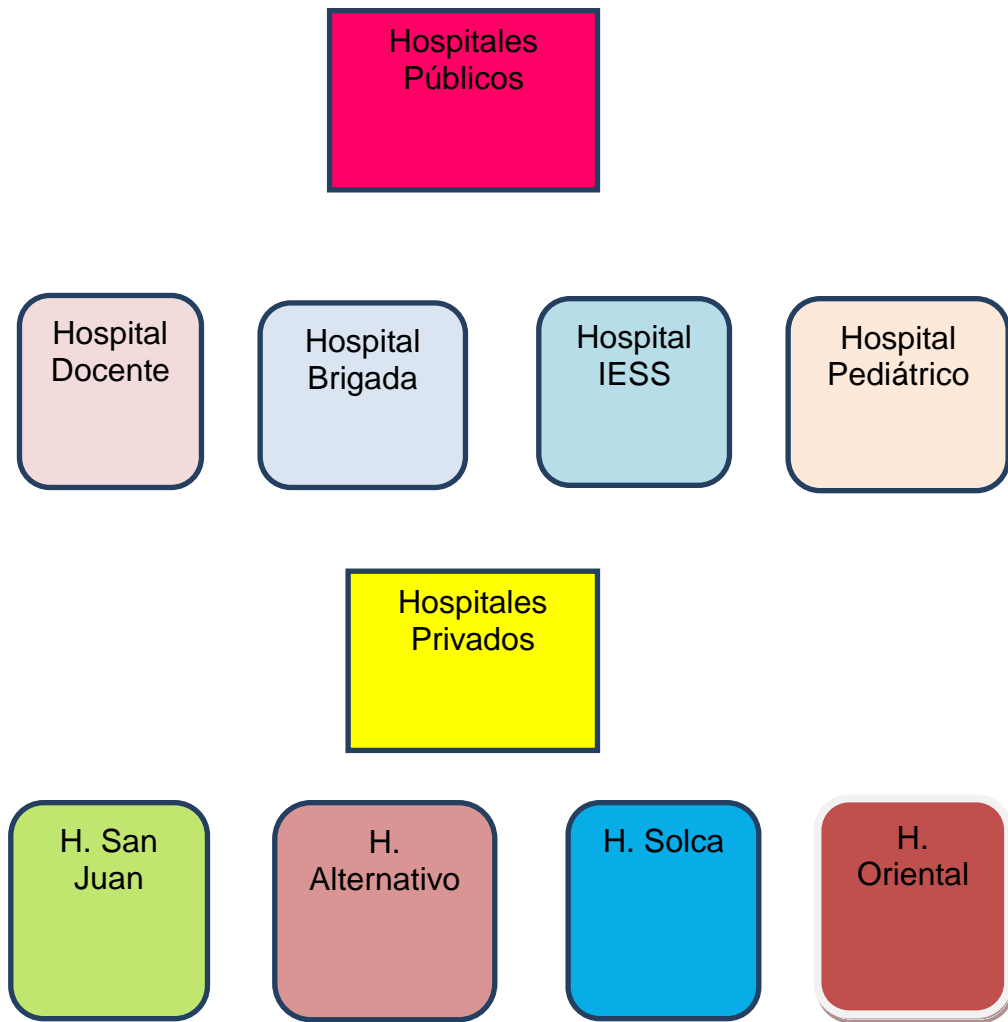 Hospitales
Públicos
Hospital
Docente
Hospital
Brigada
Hospital
IESS
Hospital
Pediátrico
Hospitales
Privados
H. San
Juan
H.
Alternativo
H. Solca
H.
Oriental